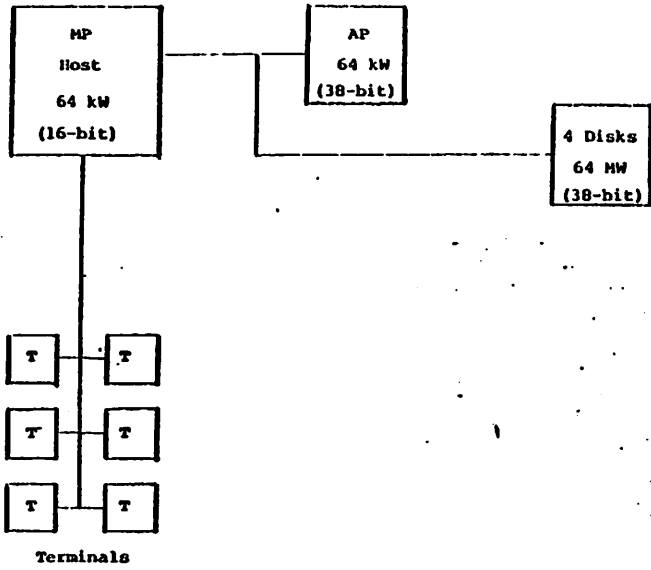 MP
Host
64 kW
(16-bit)
AP
64 kW
(38-bit)
4 Disks
64 MW
(38-bit)
T
T
T
T
T
T
Terminals